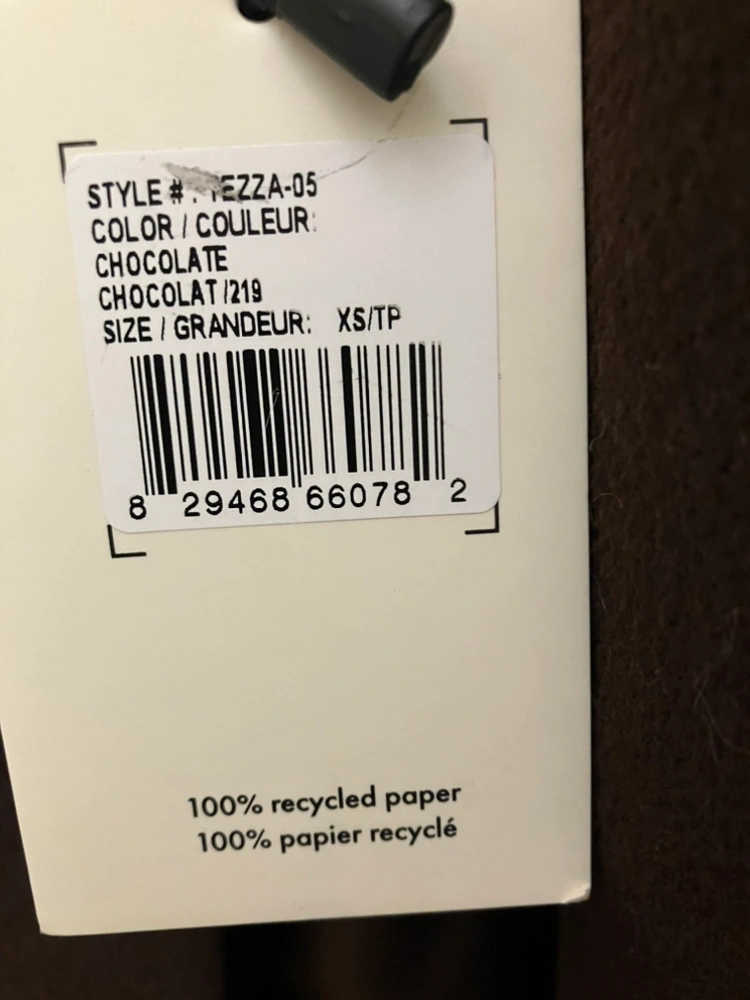 STYLE #
COLOR / COULEUR:
CHOCOLATE
CHOCOLAT /219
SIZE / GRANDEUR: XS/TP
8 29468 66078 2
100% recycled paper
100% papier recyclé